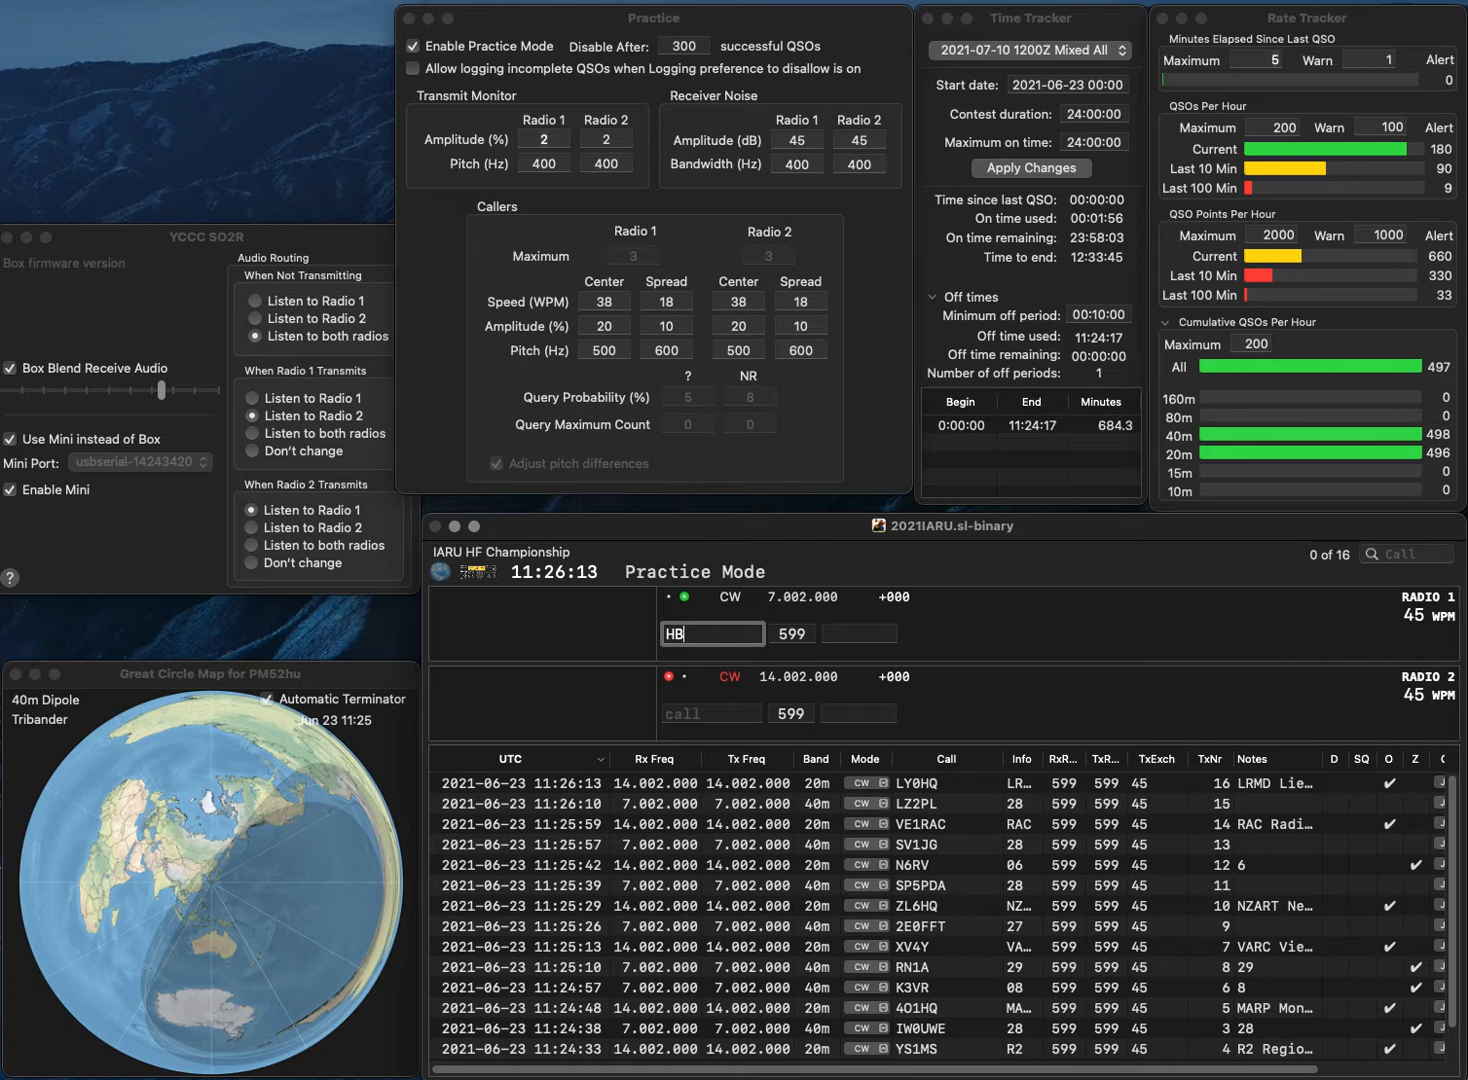 Practice
Enable Practice Mode Disable After: 300 successful QSOs
Allow logging incomplete QSOs when Logging preference to disallow is on
Transmit Monitor
Radio 1 Radio 2
Amplitude (%) 2 2
Pitch (Hz) 400 400
Receiver Noise
Radio 1 Radio 2
Amplitude (dB) 45 45
Bandwidth (Hz) 400 400
Callers
Radio 1 Radio 2
Maximum 3 3
Center Spread Center Spread
Speed (WPM) 38 18 38 18
Amplitude (%) 20 10 20 10
Pitch (Hz) 500 600 500 600
? NR
Query Probability (%) 5 8
Query Maximum Count 0 0
Adjust pitch differences
Time Tracker
2021-07-10 1200Z Mixed All
Start date: 2021-06-23 00:00
Contest duration: 24:00:00
Maximum on time: 24:00:00
Apply Changes
Time since last QSO: 00:00:00
On time used: 00:01:56
On time remaining: 23:58:03
Time to end: 12:33:45
Off times
Minimum off period: 00:10:00
Off time used: 11:24:17
Off time remaining: 00:00:00
Number of off periods: 1
Begin End Minutes
0:00:00 11:24:17 684.3
Rate Tracker
Minutes Elapsed Since Last QSO
Maximum 5 Warn 1 Alert
0
QSOs Per Hour
Maximum 200 Warn 100 Alert
Current 180
Last 10 Min 90
Last 100 Min 9
QSO Points Per Hour
Maximum 2000 Warn 1000 Alert
Current 660
Last 10 Min 330
Last 100 Min 33
Cumulative QSOs Per Hour
Maximum 200
All 497
160m 0
80m 0
40m 498
20m 496
15m 0
10m 0
YCCC SO2R
Box firmware version
Box Blend Receive Audio
Use Mini instead of Box
Mini Port: usbserial-14243420
Enable Mini
?
Audio Routing
When Not Transmitting
Listen to Radio 1
Listen to Radio 2
Listen to both radios
When Radio 1 Transmits
Listen to Radio 1
Listen to Radio 2
Listen to both radios
Don't change
When Radio 2 Transmits
Listen to Radio 1
Listen to Radio 2
Listen to both radios
Don't change
Great Circle Map for PM52hu
40m Dipole Automatic Terminator
Tribander Jun 23 11:25
2021IARU.sl-binary
IARU HF Championship 0 of 16 Call
11:26:13 Practice Mode
CW 7.002.000 +000 RADIO 1
45 WPM
HB 599
CW 14.002.000 +000 RADIO 2
45 WPM
call 599
UTC Rx Freq Tx Freq Band Mode Call Info RxR... TxR... TxExch TxNr Notes D SQ O Z C
2021-06-23 11:26:13 14.002.000 14.002.000 20m CW LY0HQ LR... 599 599 45 16 LRMD Lie... ✔
2021-06-23 11:26:10 7.002.000 7.002.000 40m CW LZ2PL 28 599 599 45 15
2021-06-23 11:25:59 14.002.000 14.002.000 20m CW VE1RAC RAC 599 599 45 14 RAC Radi... ✔
2021-06-23 11:25:57 7.002.000 7.002.000 40m CW SV1JG 28 599 599 45 13
2021-06-23 11:25:42 14.002.000 14.002.000 20m CW N6RV 06 599 599 45 12 6 ✔
2021-06-23 11:25:39 7.002.000 7.002.000 40m CW SP5PDA 28 599 599 45 11
2021-06-23 11:25:29 14.002.000 14.002.000 20m CW ZL6HQ NZ... 599 599 45 10 NZART Ne... ✔
2021-06-23 11:25:26 7.002.000 7.002.000 40m CW 2E0FFT 27 599 599 45 9
2021-06-23 11:25:13 14.002.000 14.002.000 20m CW XV4Y VA... 599 599 45 7 VARC Vie... ✔
2021-06-23 11:25:10 7.002.000 7.002.000 40m CW RN1A 29 599 599 45 8 29 ✔
2021-06-23 11:24:57 7.002.000 7.002.000 40m CW K3VR 08 599 599 45 6 8 ✔
2021-06-23 11:24:48 14.002.000 14.002.000 20m CW 4O1HQ MA... 599 599 45 5 MARP Mon... ✔
2021-06-23 11:24:38 7.002.000 7.002.000 40m CW IW0UWE 28 599 599 45 3 28 ✔
2021-06-23 11:24:33 14.002.000 14.002.000 20m CW YS1MS R2 599 599 45 4 R2 Regio... ✔